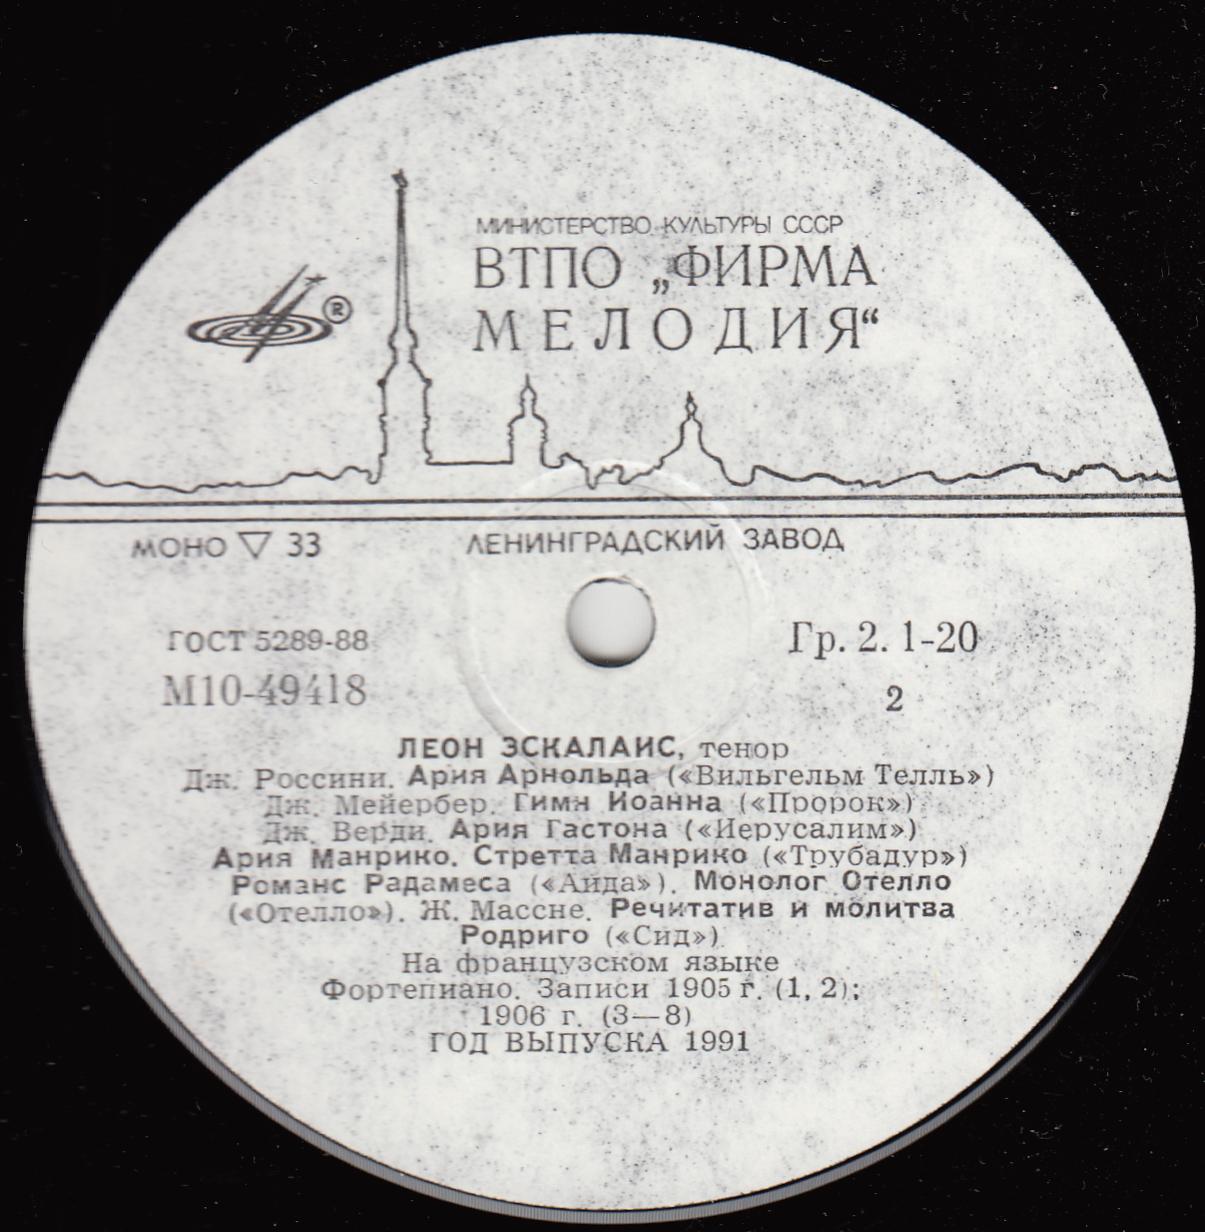 МИНИСТЕРСТВО КУЛЬТУРЫ СССР
ВТПО „ФИРМА
МЕЛОДИЯ“
®
МОНО ▽ 33
ЛЕНИНГРАДСКИЙ ЗАВОД
ГОСТ 5289-88
Гр. 2. 1-20
М10-49418
2
ЛЕОН ЭСКАЛАИС, тенор
Дж. Россини. Ария Арнольда («Вильгельм Телль»)
Дж. Мейербер. Гимн Иоанна («Пророк»)
Дж. Верди. Ария Гастона («Иерусалим»)
Ария Манрико. Стретта Манрико («Трубадур»)
Романс Радамеса («Аида»). Монолог Отелло
(«Отелло»). Ж. Массне. Речитатив и молитва
Родриго («Сид»)
На французском языке
Фортепиано. Записи 1905 г. (1, 2);
1906 г. (3—8)
ГОД ВЫПУСКА 1991